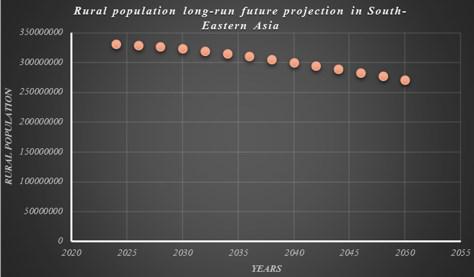 Rural population long-run future projection in South-
Eastern Asia
350000000
300000000
250000000
200000000
150000000
100000000
50000000
0
RURAL POPULATION
2020 2025 2030 2035 2040 2045 2050 2055
YEARS